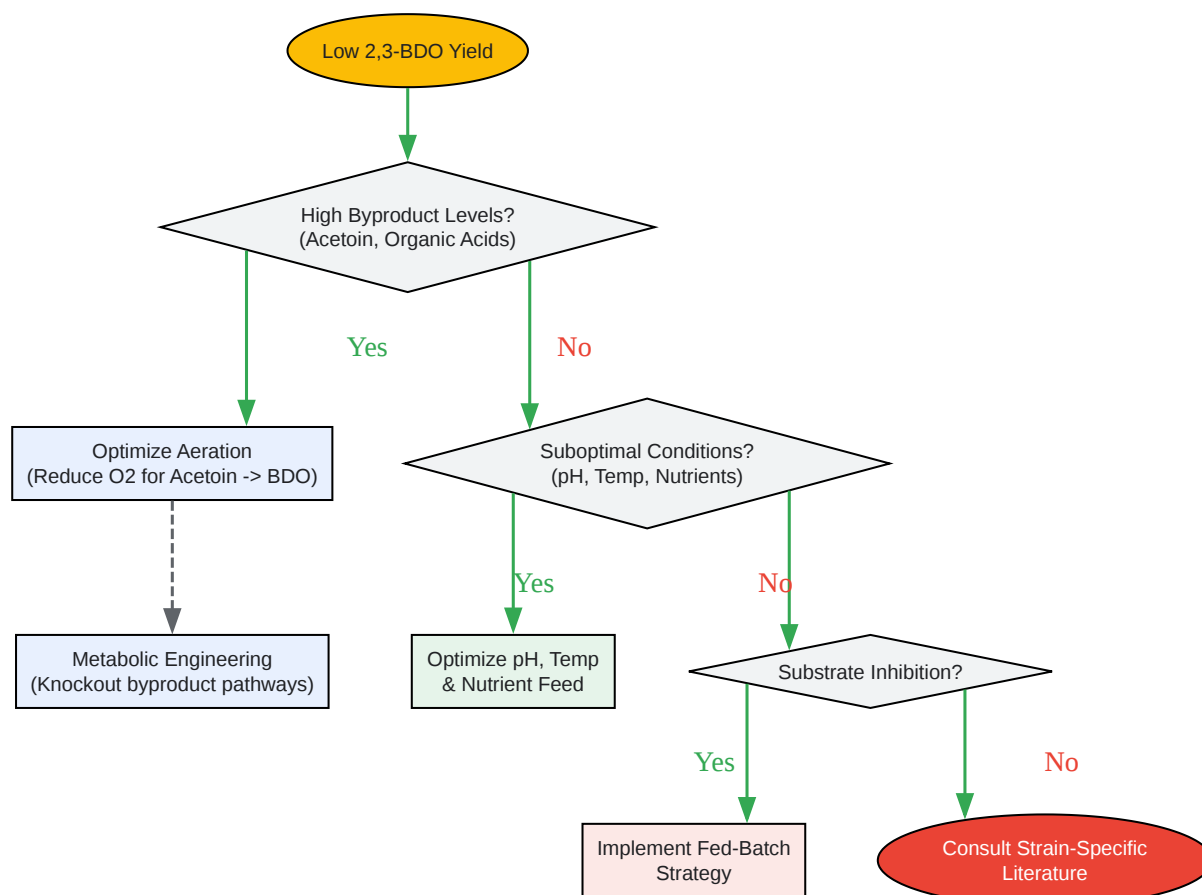 Low 2,3-BDO Yield
High Byproduct Levels?
(Acetoin, Organic Acids)
Yes
No
Optimize Aeration
(Reduce O2 for Acetoin -> BDO)
Suboptimal Conditions?
(pH, Temp, Nutrients)
Yes
No
Metabolic Engineering
(Knockout byproduct pathways)
Optimize pH, Temp
& Nutrient Feed
Substrate Inhibition?
Yes
No
Implement Fed-Batch
Strategy
Consult Strain-Specific
Literature